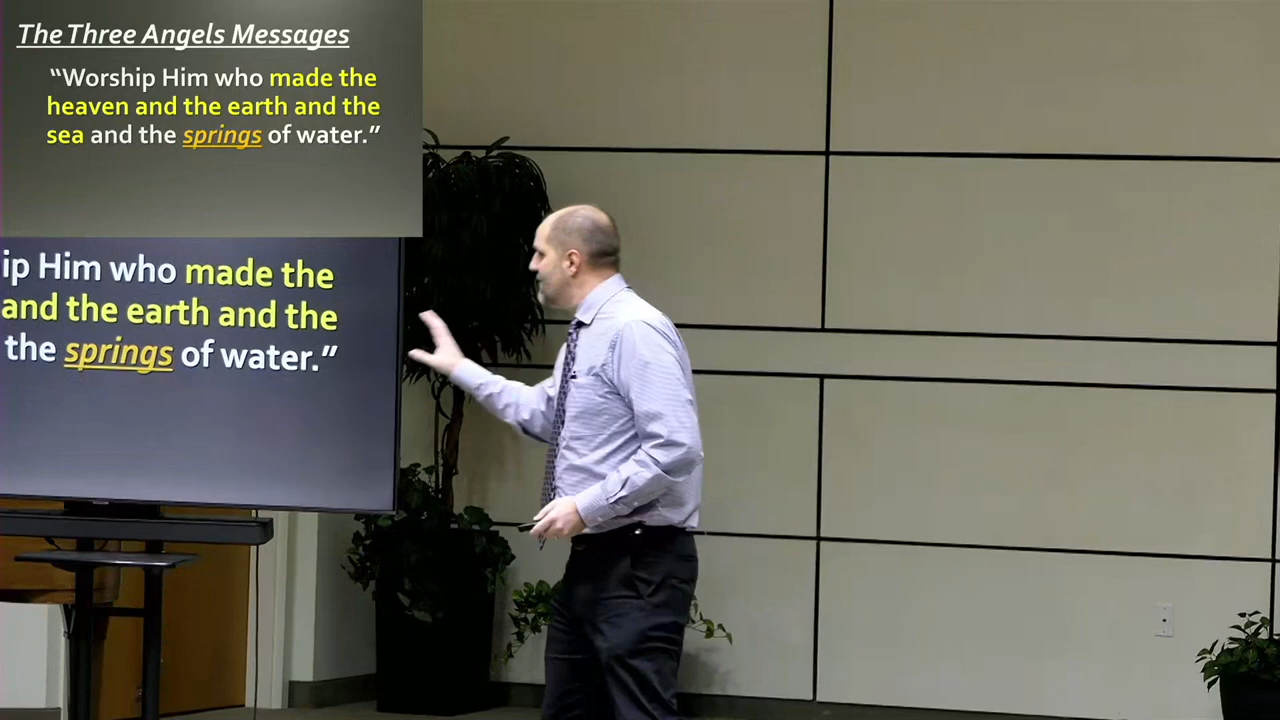 The Three Angels Messages
“Worship Him who made the
heaven and the earth and the
sea and the springs of water.”
ip Him who made the
and the earth and the
the springs of water.”